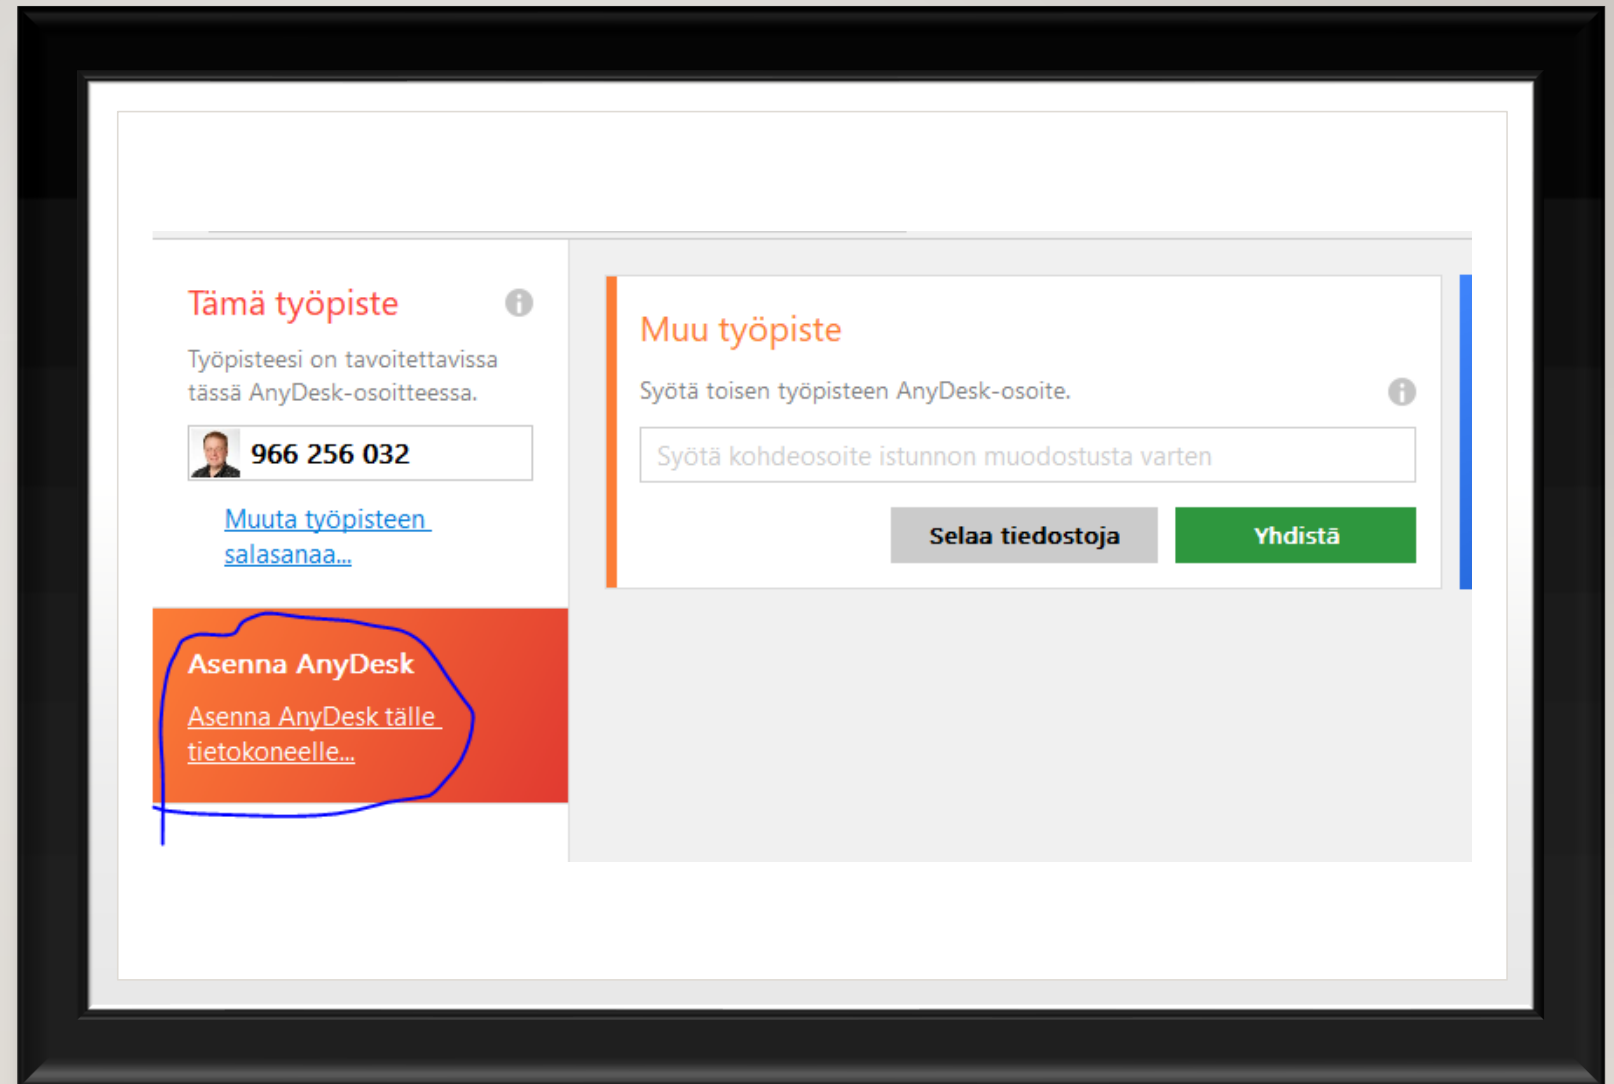 Tämä työpiste
Työpisteesi on tavoitettavissa
tässä AnyDesk-osoitteessa.
966 256 032
Muuta työpisteen
salasanaa...
Asenna AnyDesk
Asenna AnyDesk tälle
tietokoneelle...
Muu työpiste
Syötä toisen työpisteen AnyDesk-osoite.
Syötä kohdeosoite istunnon muodostusta varten
Selaa tiedostoja
Yhdistä